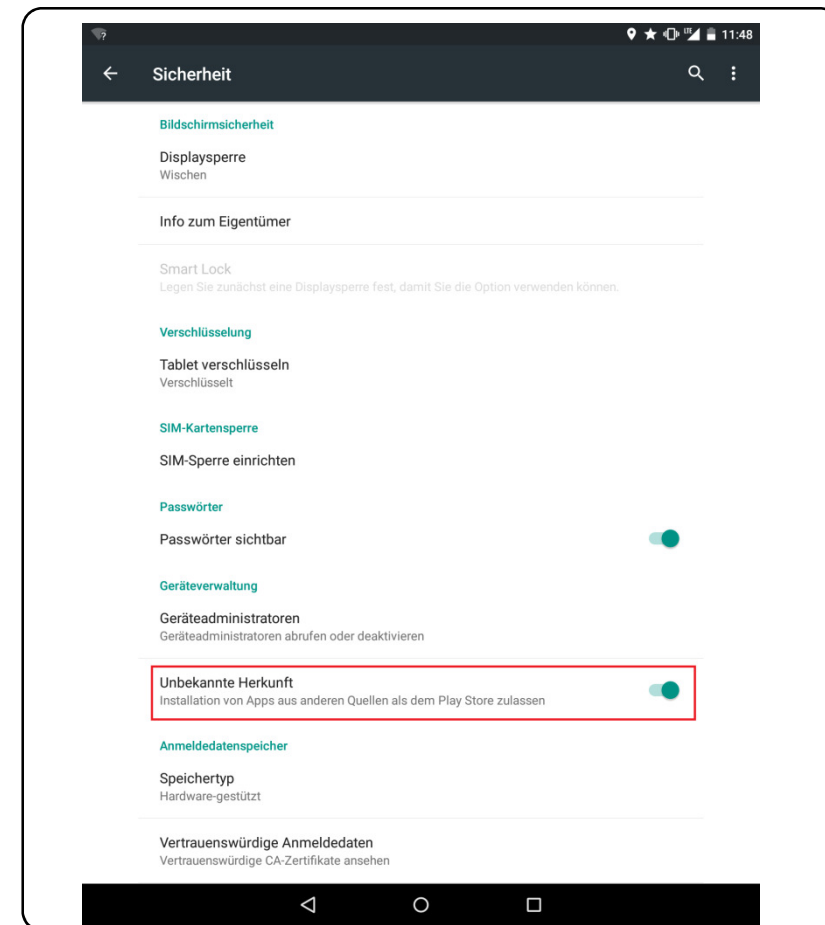 11:48
Sicherheit
Bildschirmsicherheit
Displaysperre
Wischen
Info zum Eigentümer
Smart Lock
Legen Sie zunächst eine Displaysperre fest, damit Sie die Option verwenden können.
Verschlüsselung
Tablet verschlüsseln
Verschlüsselt
SIM-Kartensperre
SIM-Sperre einrichten
Passwörter
Passwörter sichtbar
Geräteverwaltung
Geräteadministratoren
Geräteadministratoren abrufen oder deaktivieren
Unbekannte Herkunft
Installation von Apps aus anderen Quellen als dem Play Store zulassen
Anmeldedatenspeicher
Speichertyp
Hardware-gestützt
Vertrauenswürdige Anmeldedaten
Vertrauenswürdige CA-Zertifikate ansehen